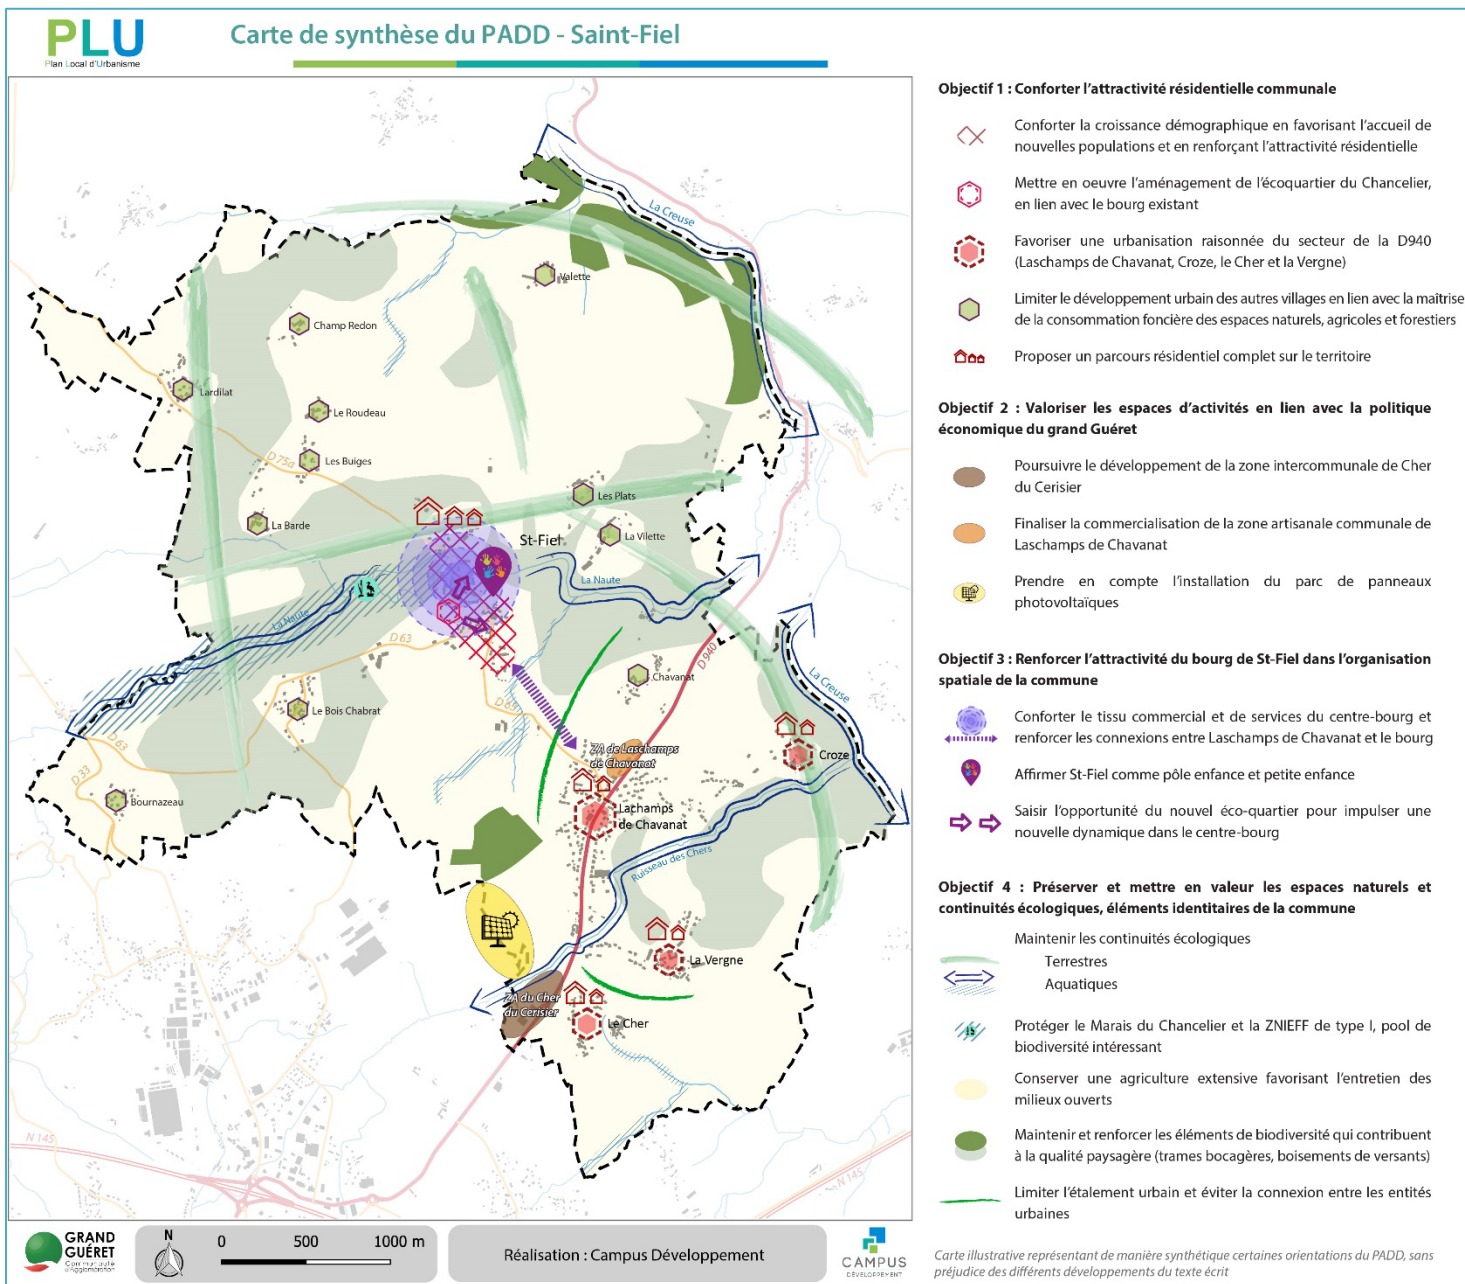 PLU
Plan Local d'Urbanisme
Carte de synthèse du PADD - Saint-Fiel
La Creuse
Valette
Champ Redon
Lardilat
Le Roudeau
D 75a
Les Buiges
Les Plats
La Barde
St-Fiel
La Vilette
La Naute
La Naute
D 63
D 940
Chavanat
La Creuse
Le Bois Chabrat
D 63
D 63
D 33
ZA de Laschamps
de Chavanat
Croze
Bournazeau
Lachamps
de Chavanat
Ruisseau des Chers
La Vergne
ZA du Cher
du Cerisier
Le Cher
N 145
N 145
Objectif 1 : Conforter l'attractivité résidentielle communale
Conforter la croissance démographique en favorisant l'accueil de
nouvelles populations et en renforçant l'attractivité résidentielle
Mettre en oeuvre l'aménagement de l'écoquartier du Chancelier,
en lien avec le bourg existant
Favoriser une urbanisation raisonnée du secteur de la D940
(Laschamps de Chavanat, Croze, le Cher et la Vergne)
Limiter le développement urbain des autres villages en lien avec la maîtrise
de la consommation foncière des espaces naturels, agricoles et forestiers
Proposer un parcours résidentiel complet sur le territoire
Objectif 2 : Valoriser les espaces d'activités en lien avec la politique
économique du grand Guéret
Poursuivre le développement de la zone intercommunale de Cher
du Cerisier
Finaliser la commercialisation de la zone artisanale communale de
Laschamps de Chavanat
Prendre en compte l'installation du parc de panneaux
photovoltaïques
Objectif 3 : Renforcer l'attractivité du bourg de St-Fiel dans l'organisation
spatiale de la commune
Conforter le tissu commercial et de services du centre-bourg et
renforcer les connexions entre Laschamps de Chavanat et le bourg
Affirmer St-Fiel comme pôle enfance et petite enfance
Saisir l'opportunité du nouvel éco-quartier pour impulser une
nouvelle dynamique dans le centre-bourg
Objectif 4 : Préserver et mettre en valeur les espaces naturels et
continuités écologiques, éléments identitaires de la commune
Maintenir les continuités écologiques
Terrestres
Aquatiques
Protéger le Marais du Chancelier et la ZNIEFF de type I, pool de
biodiversité intéressant
Conserver une agriculture extensive favorisant l'entretien des
milieux ouverts
Maintenir et renforcer les éléments de biodiversité qui contribuent
à la qualité paysagère (trames bocagères, boisements de versants)
Limiter l'étalement urbain et éviter la connexion entre les entités
urbaines
GRAND
GUÉRET
Communauté
d'Agglomération
N
0 500 1000 m
Réalisation : Campus Développement
CAMPUS
DÉVELOPPEMENT
Carte illustrative représentant de manière synthétique certaines orientations du PADD, sans
préjudice des différents développements du texte écrit